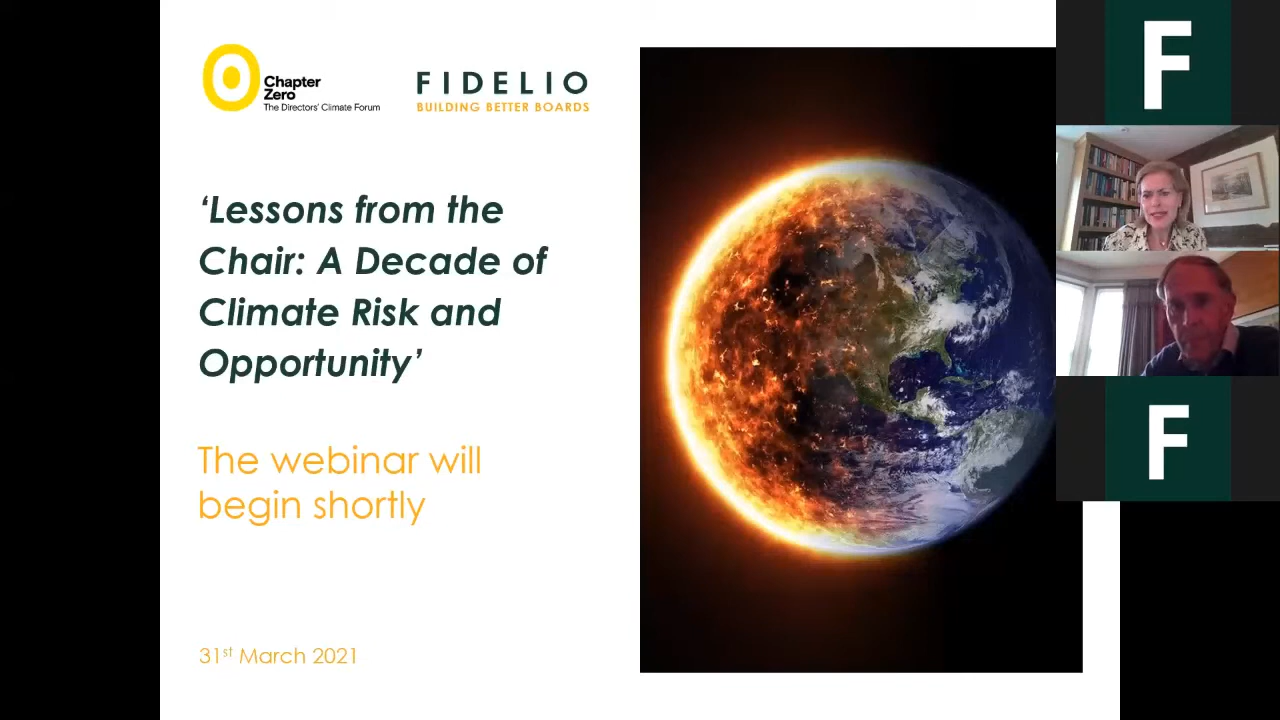 Chapter
Zero
The Directors' Climate Forum
FIDELIO
BUILDING BETTER BOARDS
‘Lessons from the
Chair: A Decade of
Climate Risk and
Opportunity’
The webinar will
begin shortly
31st March 2021
F
F